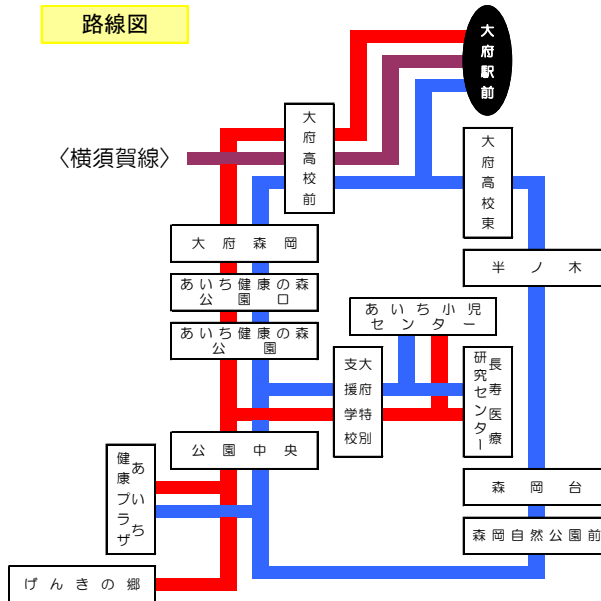 路線図
大府駅前
大府高校前
〈横須賀線〉
大府高校東
大府森岡
半ノ木
あいち健康の森
公園口
あいち小児
センター
あいち健康の森
公園
大府特別
支援学校
長寿医療
研究センター
公園中央
あいち
健康プラザ
森岡台
森岡自然公園前
げんきの郷